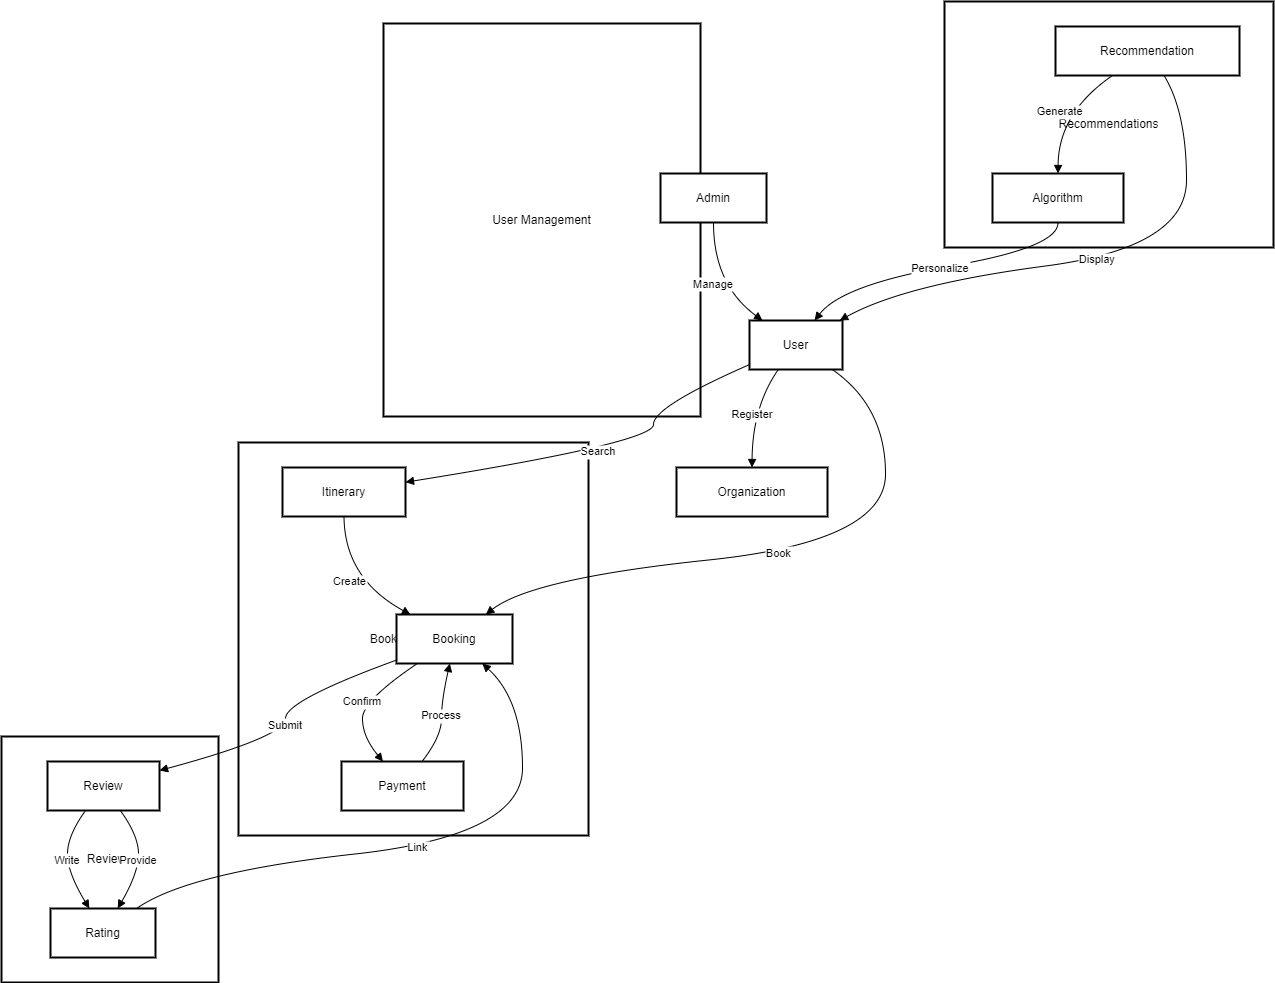 Recommendation
Generate
Recommendations
Admin
Algorithm
User Management
Display
Personalize
Manage
User
Register
Search
Itinerary
Organization
Book
Create
Book
Booking
Confirm
Process
Submit
Review
Payment
Link
Write
Provide
Rating